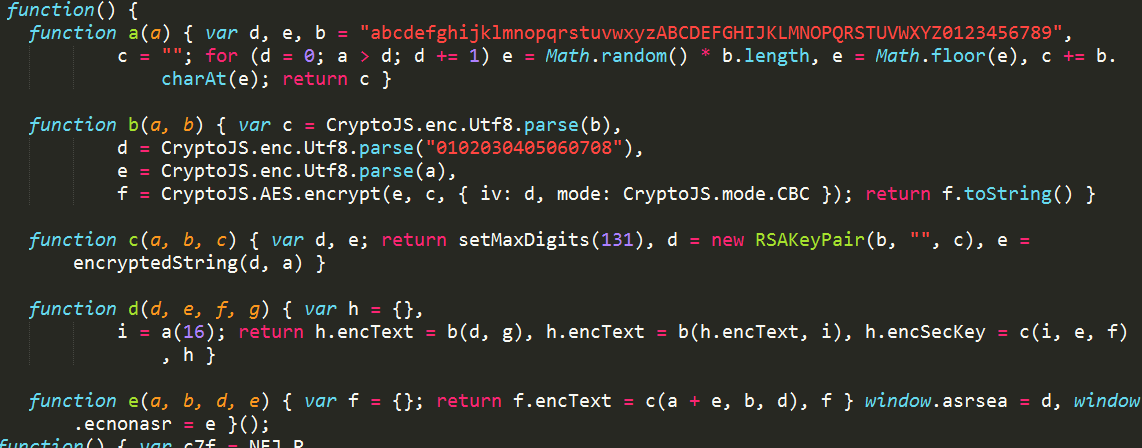 function() {
function a(a) { var d, e, b = "abcdefghijklmnopqrstuvwxyzABCDEFGHIJKLMNOPQRSTUVWXYZ0123456789",
c = ""; for (d = 0; a > d; d += 1) e = Math.random() * b.length, e = Math.floor(e), c += b.
charAt(e); return c }
function b(a, b) { var c = CryptoJS.enc.Utf8.parse(b),
d = CryptoJS.enc.Utf8.parse("0102030405060708"),
e = CryptoJS.enc.Utf8.parse(a),
f = CryptoJS.AES.encrypt(e, c, { iv: d, mode: CryptoJS.mode.CBC }); return f.toString() }
function c(a, b, c) { var d, e; return setMaxDigits(131), d = new RSAKeyPair(b, "", c), e =
encryptedString(d, a) }
function d(d, e, f, g) { var h = {},
i = a(16); return h.encText = b(d, g), h.encText = b(h.encText, i), h.encSecKey = c(i, e, f)
, h }
function e(a, b, d, e) { var f = {}; return f.encText = c(a + e, b, d), f } window.asrsea = d, window
.ecnonasr = e }();
function() { var c7f = NEJ.P